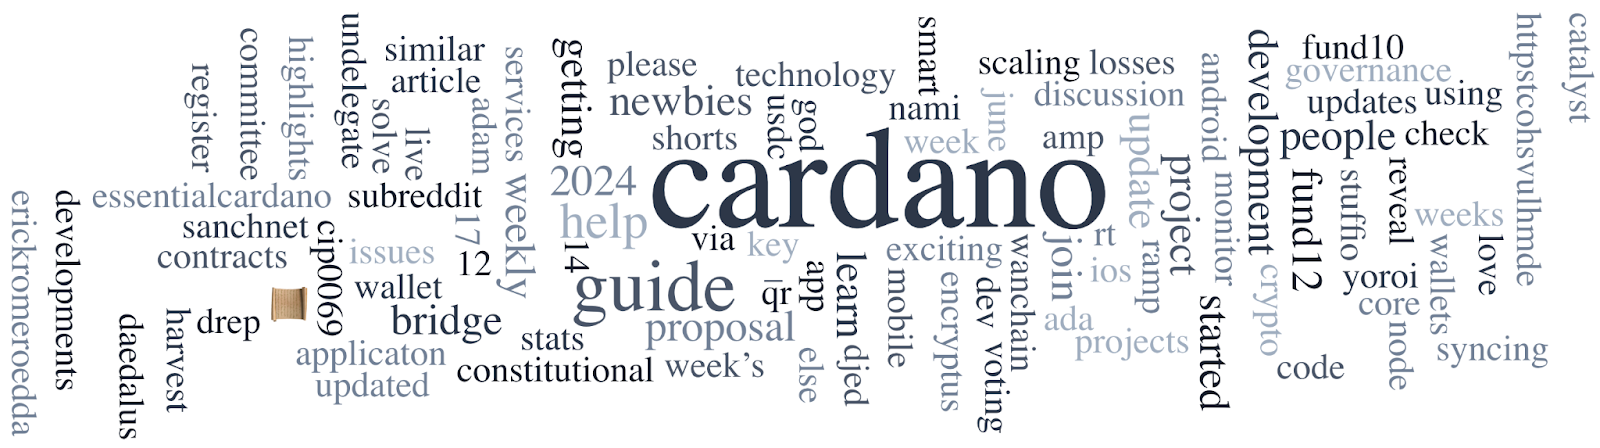 cardano
guide
help
2024
newbies
please
technology
shorts
usdc
god
smart
nami
week
june
scaling
losses
discussion
amp
android
update
project
development
fund10
governance
updates
using
people
check
httpstcohsvulhmde
catalyst
undelegate
similar
article
services
getting
highlights
committee
register
solve
live
adam
weekly
essentialcardano
subreddit
sanchnet
contracts
cip0069
issues
17
12
14
wallet
bridge
drep
harvest
daedalus
developments
erickromeroedda
applicaton
updated
constitutional
stats
proposal
week’s
via
key
qr
app
else
learn
djed
exciting
mobile
encryptus
dev
voting
wanchain
join
rt
ios
ada
projects
ramp
monitor
started
crypto
fund12
stuffio
reveal
weeks
yoroi
core
node
wallets
love
code
syncing